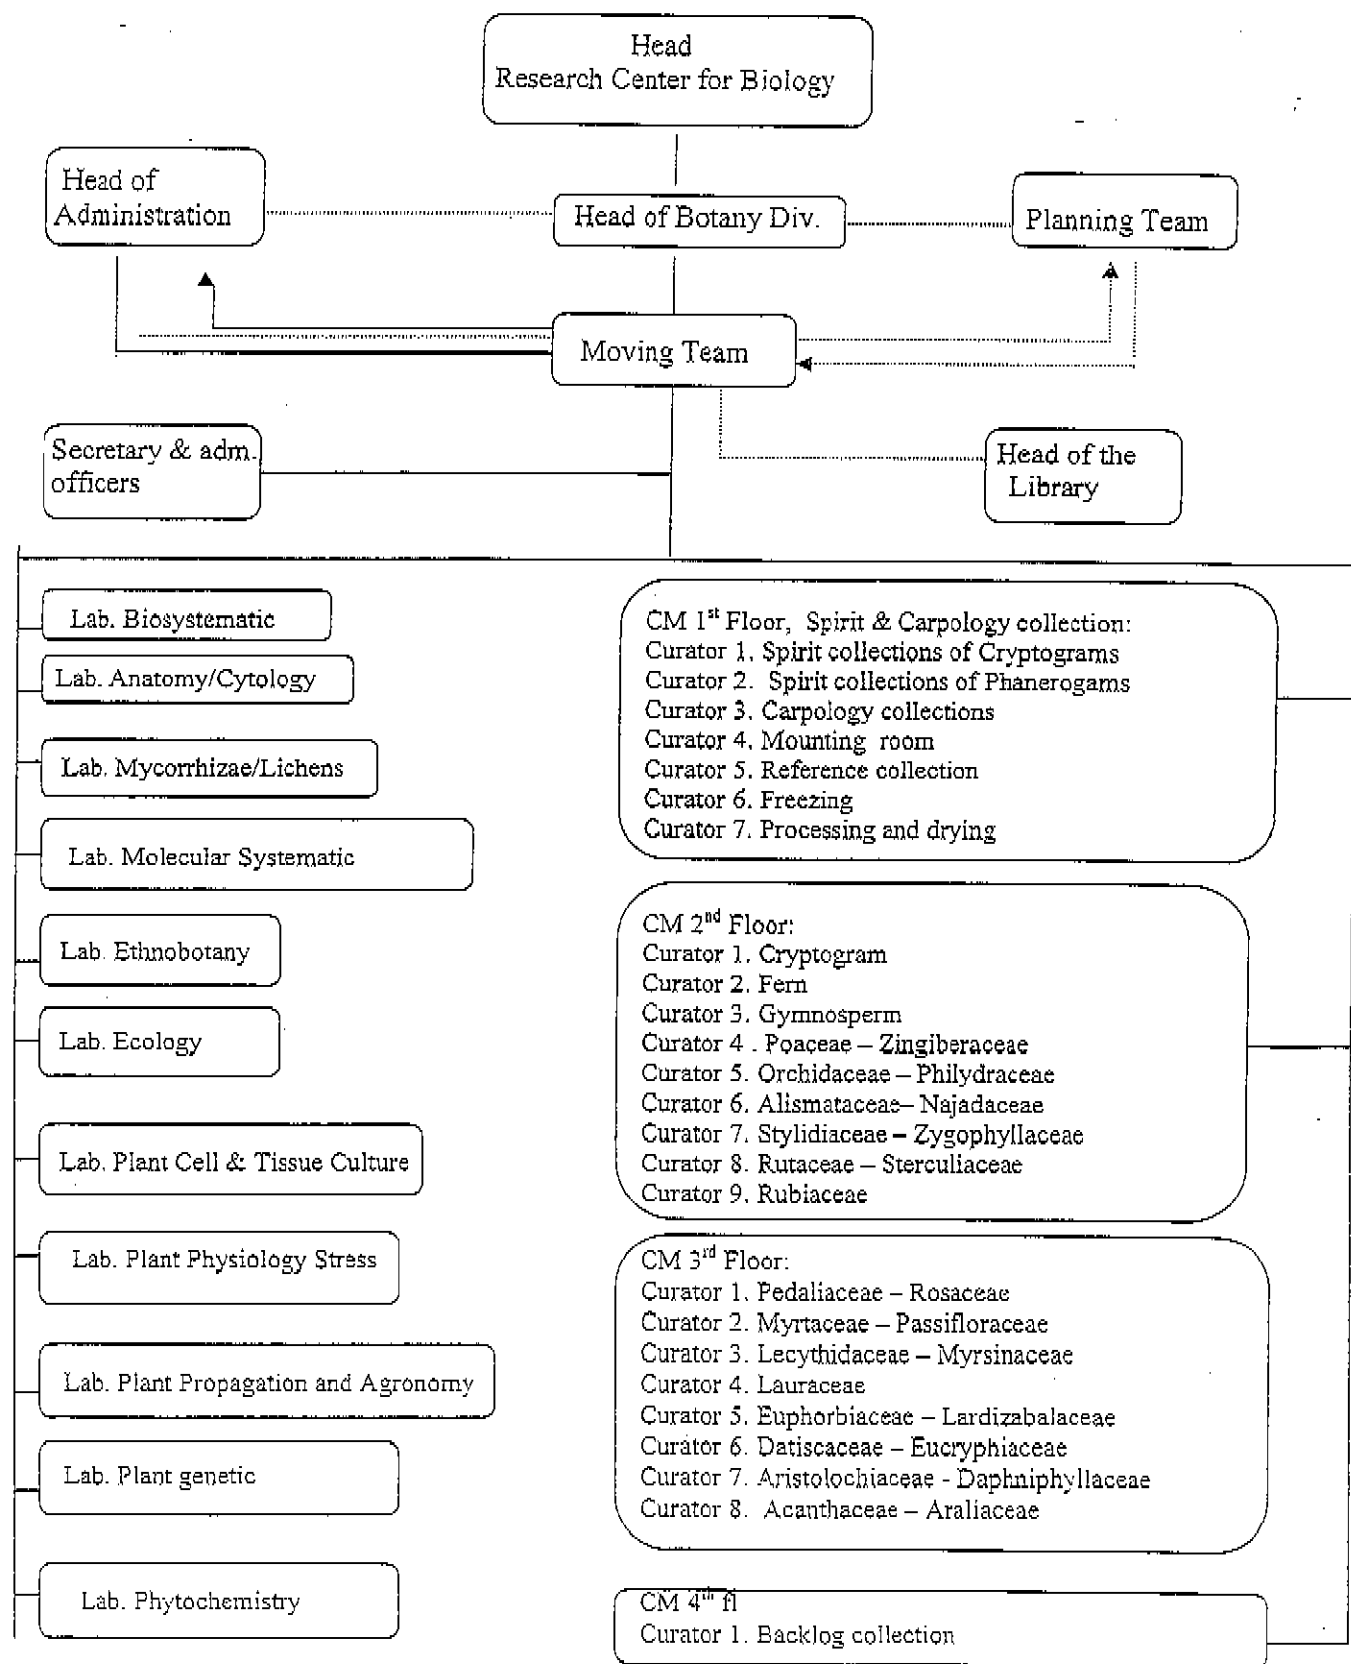 Head
Research Center for Biology
Head of
Administration
Head of Botany Div.
Planning Team
Moving Team
Secretary & adm.
officers
Head of the
Library
Lab. Biosystematic
Lab. Anatomy/Cytology
Lab. Mycorrhizae/Lichens
Lab. Molecular Systematic
Lab. Ethnobotany
Lab. Ecology
Lab. Plant Cell & Tissue Culture
Lab. Plant Physiology Stress
Lab. Plant Propagation and Agronomy
Lab. Plant genetic
Lab. Phytochemistry
CM 1st Floor, Spirit & Carpology collection:
Curator 1. Spirit collections of Cryptograms
Curator 2. Spirit collections of Phanerogams
Curator 3. Carpology collections
Curator 4. Mounting room
Curator 5. Reference collection
Curator 6. Freezing
Curator 7. Processing and drying
CM 2nd Floor:
Curator 1. Cryptogram
Curator 2. Fern
Curator 3. Gymnosperm
Curator 4 . Poaceae – Zingiberaceae
Curator 5. Orchidaceae – Philydraceae
Curator 6. Alismataceae– Najadaceae
Curator 7. Stylidiaceae – Zygophyllaceae
Curator 8. Rutaceae – Sterculiaceae
Curator 9. Rubiaceae
CM 3rd Floor:
Curator 1. Pedaliaceae – Rosaceae
Curator 2. Myrtaceae – Passifloraceae
Curator 3. Lecythidaceae – Myrsinaceae
Curator 4. Lauraceae
Curator 5. Euphorbiaceae – Lardizabalaceae
Curator 6. Datiscaceae – Eucryphiaceae
Curator 7. Aristolochiaceae - Daphniphyllaceae
Curator 8. Acanthaceae – Araliaceae
CM 4th fl
Curator 1. Backlog collection